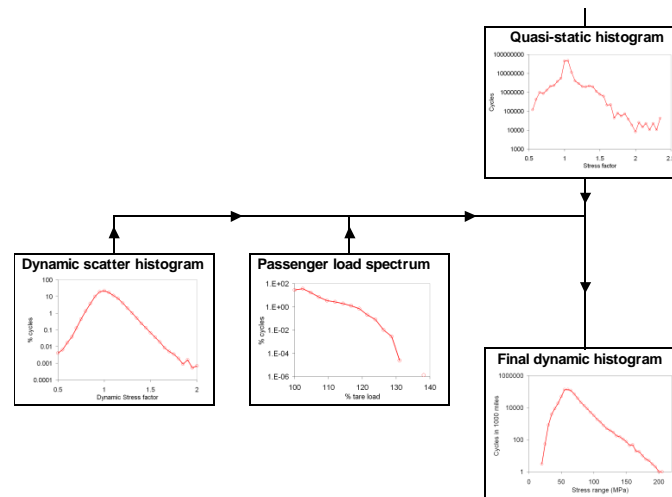 Quasi-static histogram
100000000
10000000
1000000
100000
10000
1000
Cycles
0.5 1 1.5 2 2.5
Stress factor
Dynamic scatter histogram
100
10
1
0.1
0.01
0.001
0.0001
% cycles
0.5 1 1.5 2
Dynamic Stress factor
Passenger load spectrum
1.E+02
1.E+00
1.E-02
1.E-04
1.E-06
% cycles
100 110 120 130 140
% tare load
Final dynamic histogram
1000000
10000
100
1
Cycles in 1000 miles
0 50 100 150 200
Stress range (MPa)